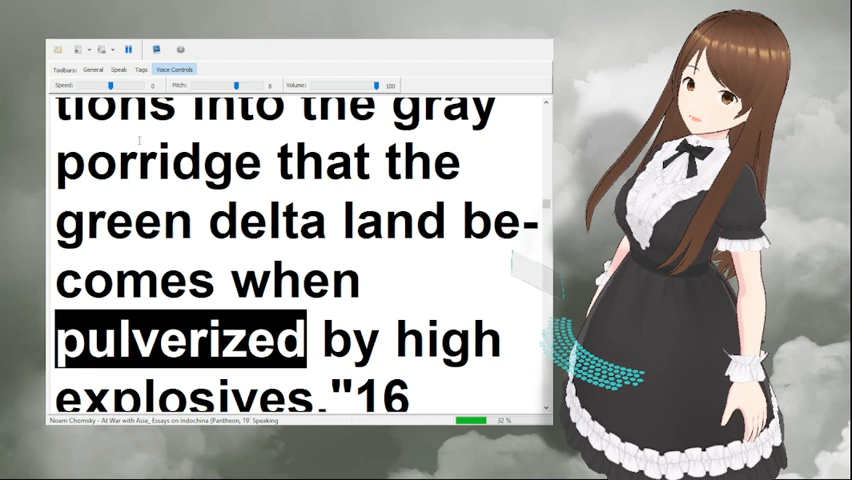 Toolbars: General Speak Tags Voice Controls
Speed: 0 Pitch: 8 Volume: 100
tions into the gray
porridge that the
green delta land be-
comes when
pulverized by high
explosives."16
Noam Chomsky - At War with Asia_ Essays on Indochina (Pantheon, 19 Speaking 32 %